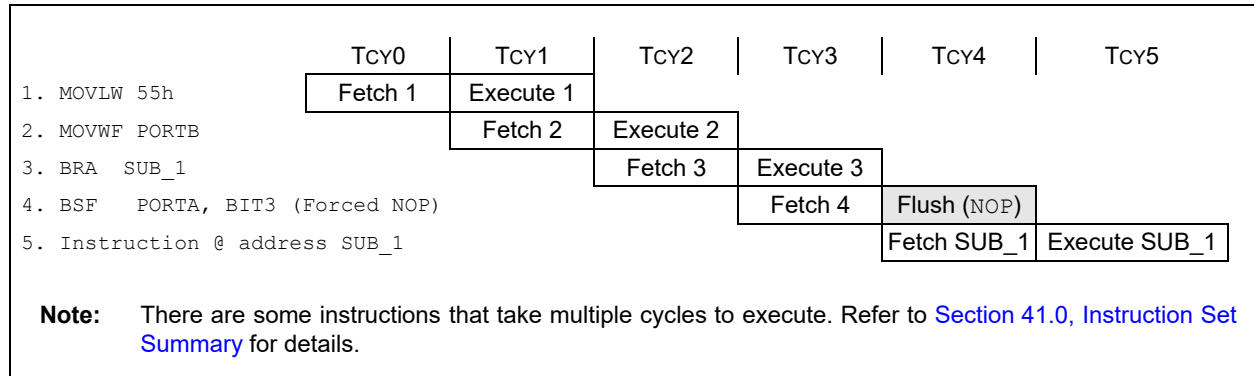 TCY0 TCY1 TCY2 TCY3 TCY4 TCY5
1. MOVLW 55h Fetch 1 Execute 1
2. MOVWF PORTB Fetch 2 Execute 2
3. BRA SUB_1 Fetch 3 Execute 3
4. BSF PORTA, BIT3 (Forced NOP) Fetch 4 Flush (NOP)
5. Instruction @ address SUB_1 Fetch SUB_1 Execute SUB_1
Note: There are some instructions that take multiple cycles to execute. Refer to Section 41.0, Instruction Set
Summary for details.